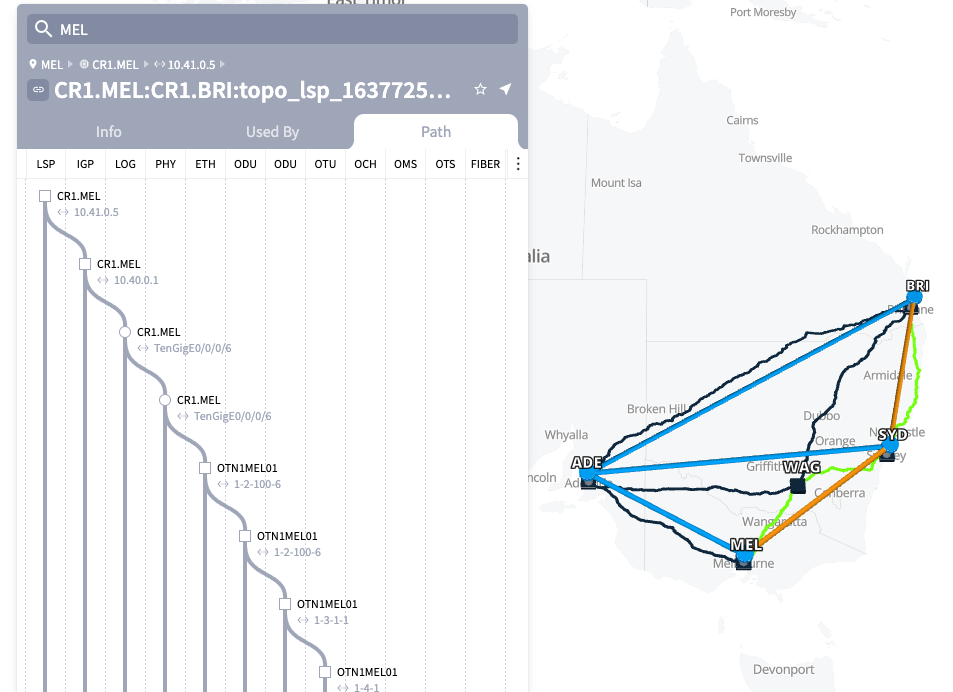 MEL
MEL CR1.MEL 10.41.0.5
CR1.MEL:CR1.BRI:topo_lsp_1637725...
Info Used By Path
LSP IGP LOG PHY ETH ODU ODU OTU OCH OMS OTS FIBER
CR1.MEL
10.41.0.5
CR1.MEL
10.40.0.1
CR1.MEL
TenGigE0/0/0/6
CR1.MEL
TenGigE0/0/0/6
OTN1MEL01
1-2-100-6
OTN1MEL01
1-2-100-6
OTN1MEL01
1-3-1-1
OTN1MEL01
1-4-1
Port Moresby
Cairns
Townsville
Mount Isa
Rockhampton
alia
BRI
Armidale
Broken Hill
Dubbo
Whyalla
SYD
Orange
ADE
WAG
Griffith
ncoln
Canberra
Wangaratta
MEL
Melbourne
Devonport